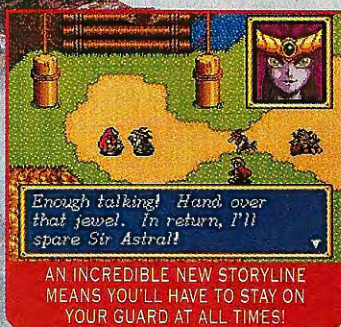 Enough talking! Hand over
that jewel. In return, I'll
spare Sir Astral!
AN INCREDIBLE NEW STORYLINE
MEANS YOU'LL HAVE TO STAY ON
YOUR GUARD AT ALL TIMES!